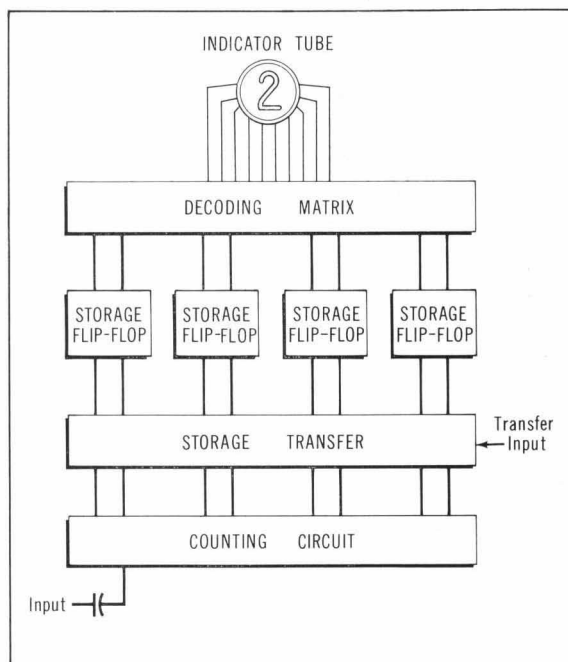 INDICATOR TUBE
2
DECODING MATRIX
STORAGE FLIP-FLOP
STORAGE FLIP-FLOP
STORAGE FLIP-FLOP
STORAGE FLIP-FLOP
Transfer
Input
STORAGE TRANSFER
COUNTING CIRCUIT
Input